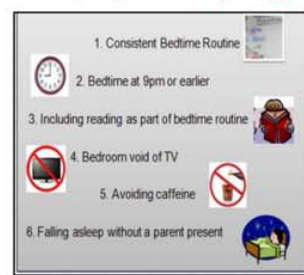 1. Consistent Bedtime Routine
2. Bedtime at 9pm or earlier
3. Including reading as part of bedtime routine
4. Bedroom void of TV
5. Avoiding caffeine
6. Falling asleep without a parent present